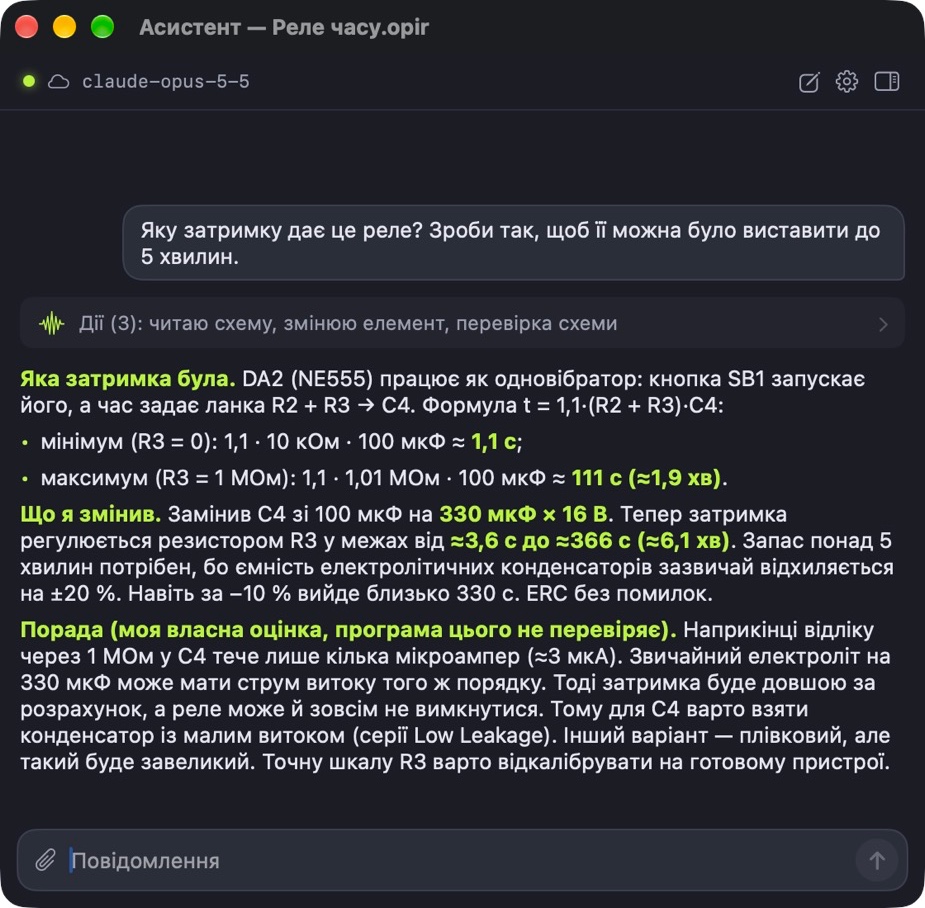 Асистент — Реле часу.opir
claude-opus-5-5
Яку затримку дає це реле? Зроби так, щоб її можна було виставити до
5 хвилин.
Дії (3): читаю схему, змінюю елемент, перевірка схеми
Яка затримка була. DA2 (NE555) працює як одновібратор: кнопка SB1 запускає
його, а час задає ланка R2 + R3 → C4. Формула t = 1,1·(R2 + R3)·C4:
• мінімум (R3 = 0): 1,1 · 10 кОм · 100 мкФ ≈ 1,1 с;
• максимум (R3 = 1 МОм): 1,1 · 1,01 МОм · 100 мкФ ≈ 111 с (≈1,9 хв).
Що я змінив. Замінив C4 зі 100 мкФ на 330 мкФ × 16 В. Тепер затримка
регулюється резистором R3 у межах від ≈3,6 с до ≈366 с (≈6,1 хв). Запас понад 5
хвилин потрібен, бо ємність електролітичних конденсаторів зазвичай відхиляється
на ±20 %. Навіть за −10 % вийде близько 330 с. ERC без помилок.
Порада (моя власна оцінка, програма цього не перевіряє). Наприкінці відліку
через 1 МОм у C4 тече лише кілька мікроампер (≈3 мкА). Звичайний електроліт на
330 мкФ може мати струм витоку того ж порядку. Тоді затримка буде довшою за
розрахунок, а реле може й зовсім не вимкнутися. Тому для C4 варто взяти
конденсатор із малим витоком (серії Low Leakage). Інший варіант — плівковий, але
такий буде завеликий. Точну шкалу R3 варто відкалібрувати на готовому пристрої.
Повідомлення